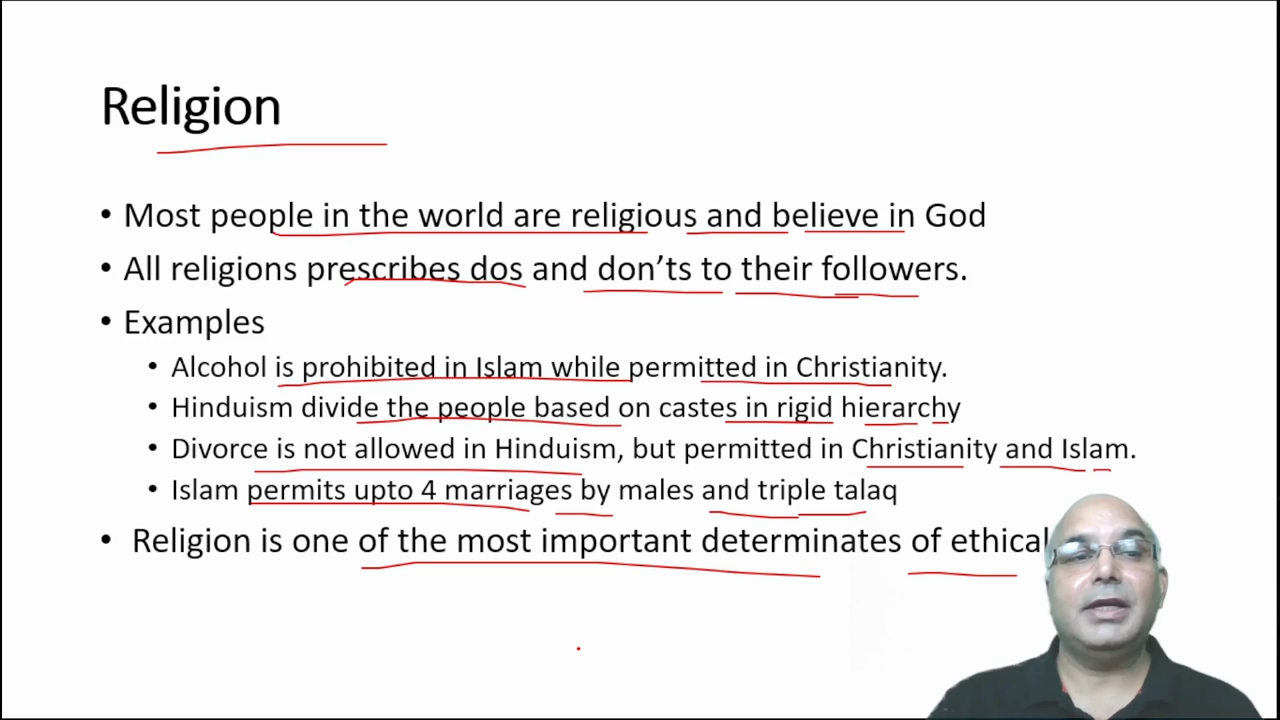 Religion
• Most people in the world are religious and believe in God
• All religions prescribes dos and don’ts to their followers.
• Examples
• Alcohol is prohibited in Islam while permitted in Christianity.
• Hinduism divide the people based on castes in rigid hierarchy
• Divorce is not allowed in Hinduism, but permitted in Christianity and Islam.
• Islam permits upto 4 marriages by males and triple talaq
• Religion is one of the most important determinates of ethical